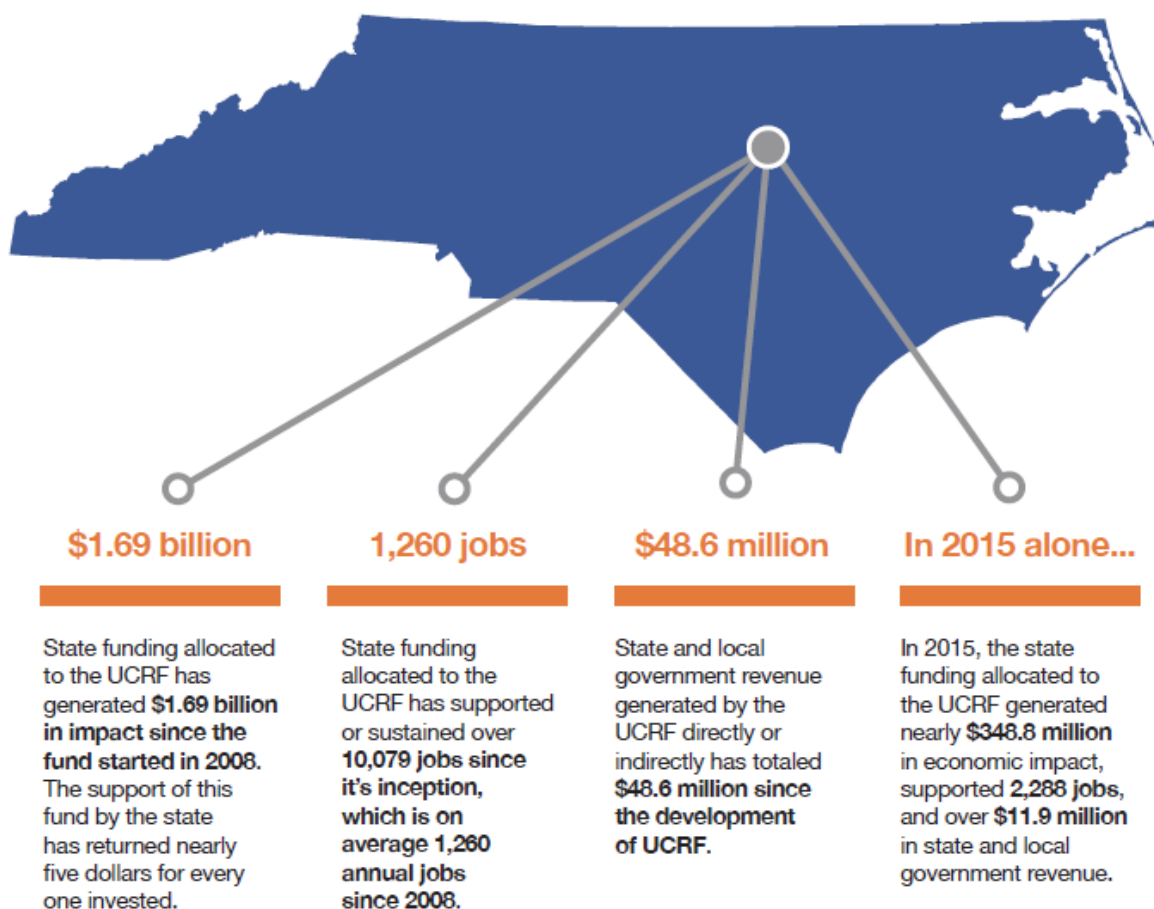 $1.69 billion
State funding allocated
to the UCRF has
generated $1.69 billion
in impact since the
fund started in 2008.
The support of this
fund by the state
has returned nearly
five dollars for every
one invested.
1,260 jobs
State funding
allocated to the
UCRF has supported
or sustained over
10,079 jobs since
it's inception,
which is on
average 1,260
annual jobs
since 2008.
$48.6 million
State and local
government revenue
generated by the
UCRF directly or
indirectly has totaled
$48.6 million since
the development
of UCRF.
In 2015 alone...
In 2015, the state
funding allocated to
the UCRF generated
nearly $348.8 million
in economic impact,
supported 2,288 jobs,
and over $11.9 million
in state and local
government revenue.